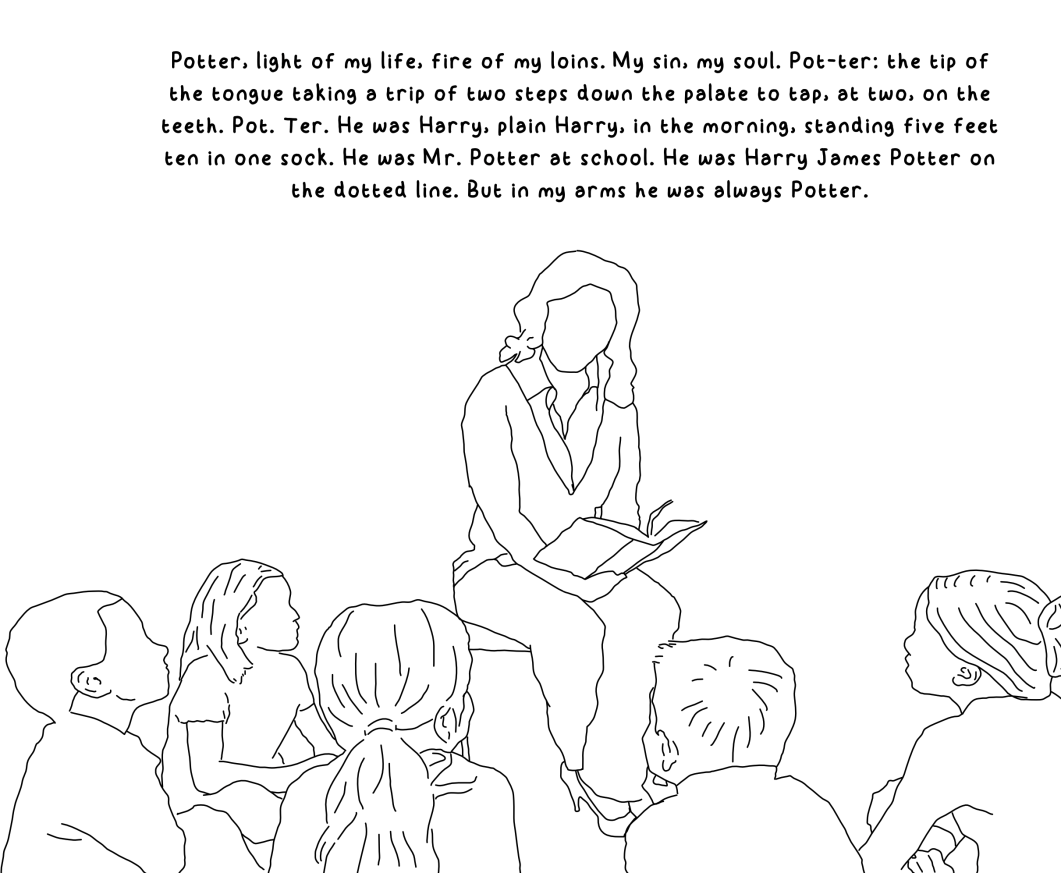 Potter, light of my life, fire of my loins. My sin, my soul. Pot-ter: the tip of
the tongue taking a trip of two steps down the palate to tap, at two, on the
teeth. Pot. Ter. He was Harry, plain Harry, in the morning, standing five feet
ten in one sock. He was Mr. Potter at school. He was Harry James Potter on
the dotted line. But in my arms he was always Potter.